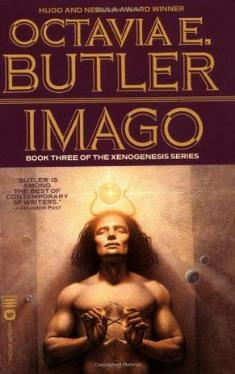 HUGO AND NEBULA AWARD WINNER
OCTAVIA E.
BUTLER
IMAGO
BOOK THREE OF THE XENOGENESIS SERIES
"BUTLER IS
AMONG
THE BEST OF
CONTEMPORARY
SF WRITERS."
—Houston Post